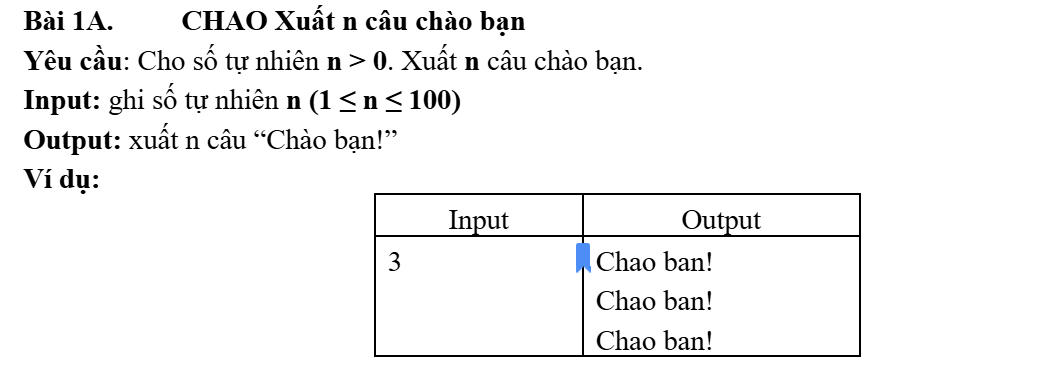 Bài 1A. CHAO Xuất n câu chào bạn
Yêu cầu: Cho số tự nhiên n > 0. Xuất n câu chào bạn.
Input: ghi số tự nhiên n (1 ≤ n ≤ 100)
Output: xuất n câu “Chào bạn!”
Ví dụ:
Input Output
3 Chao ban!
Chao ban!
Chao ban!